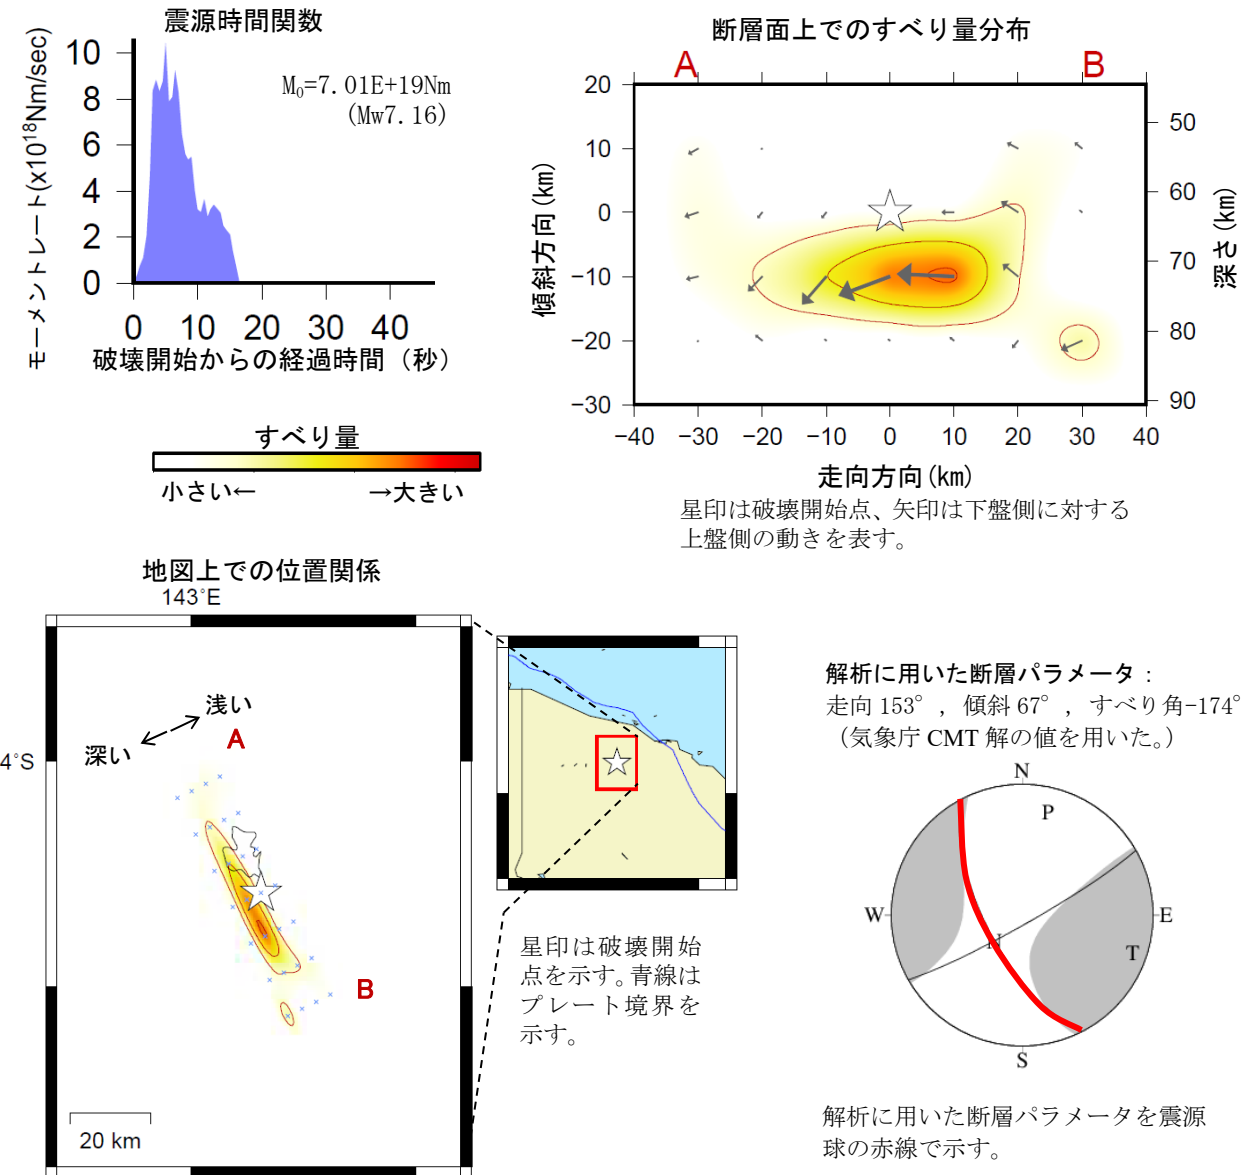 震源時間関数
モーメントレート(x10¹⁸Nm/sec)
10
8
6
4
2
0
M₀=7.01E+19Nm
(Mw7.16)
0 10 20 30 40
破壊開始からの経過時間（秒）
すべり量
小さい← →大きい
断層面上でのすべり量分布
A B
傾斜方向(km)
20
10
0
−10
−20
−30
50
60
70
80
90
深さ(km)
−40 −30 −20 −10 0 10 20 30 40
走向方向(km)
星印は破壊開始点、矢印は下盤側に対する
上盤側の動きを表す。
地図上での位置関係
143°E
4°S
浅い
深い
A
B
20 km
星印は破壊開始
点を示す。青線は
プレート境界を
示す。
解析に用いた断層パラメータ：
走向 153°，傾斜 67°，すべり角-174°
（気象庁 CMT 解の値を用いた。）
N
P
W
N
E
T
S
解析に用いた断層パラメータを震源
球の赤線で示す。